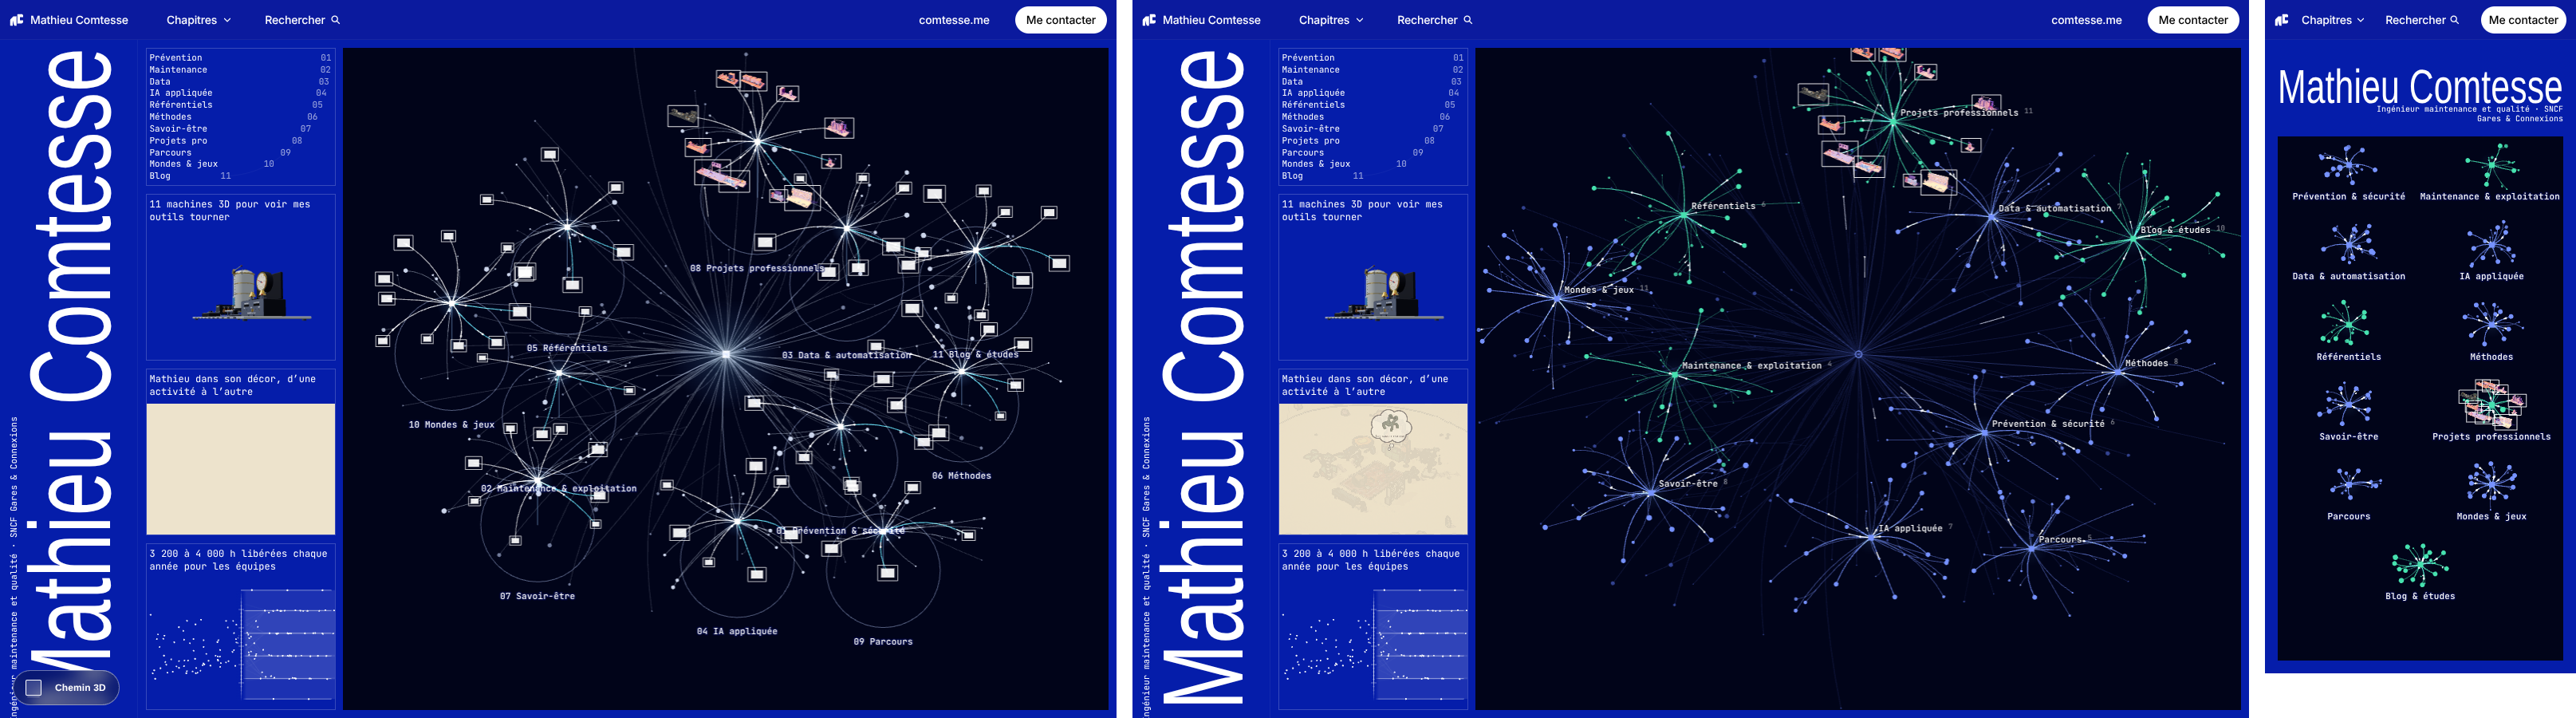 Mathieu Comtesse
Chapitres
Rechercher
comtesse.me
Me contacter
Mathieu Comtesse
Ingénieur maintenance et qualité · SNCF Gares & Connexions
Chemin 3D
Prévention 01
Maintenance 02
Data 03
IA appliquée 04
Référentiels 05
Méthodes 06
Savoir-être 07
Projets pro 08
Parcours 09
Mondes & jeux 10
Blog 11
11 machines 3D pour voir mes
outils tourner
Mathieu dans son décor, d’une
activité à l’autre
3 200 à 4 000 h libérées chaque
année pour les équipes
08 Projets professionnels
05 Référentiels
03 Data & automatisation
11 Blog & études
10 Mondes & jeux
06 Méthodes
02 Maintenance & exploitation
01 Prévention & sécurité
07 Savoir-être
04 IA appliquée
09 Parcours
Mathieu Comtesse
Chapitres
Rechercher
comtesse.me
Me contacter
Mathieu Comtesse
Ingénieur maintenance et qualité · SNCF Gares & Connexions
Prévention 01
Maintenance 02
Data 03
IA appliquée 04
Référentiels 05
Méthodes 06
Savoir-être 07
Projets pro 08
Parcours 09
Mondes & jeux 10
Blog 11
11 machines 3D pour voir mes
outils tourner
Mathieu dans son décor, d’une
activité à l’autre
3 200 à 4 000 h libérées chaque
année pour les équipes
Projets professionnels 11
Référentiels 6
Data & automatisation 7
Blog & études 10
Mondes & jeux 11
Maintenance & exploitation 4
Méthodes 8
Prévention & sécurité 6
Savoir-être 8
IA appliquée 7
Parcours 5
Chapitres
Rechercher
Me contacter
Mathieu Comtesse
Ingénieur maintenance et qualité · SNCF
Gares & Connexions
Prévention & sécurité
Maintenance & exploitation
Data & automatisation
IA appliquée
Référentiels
Méthodes
Savoir-être
Projets professionnels
Parcours
Mondes & jeux
Blog & études